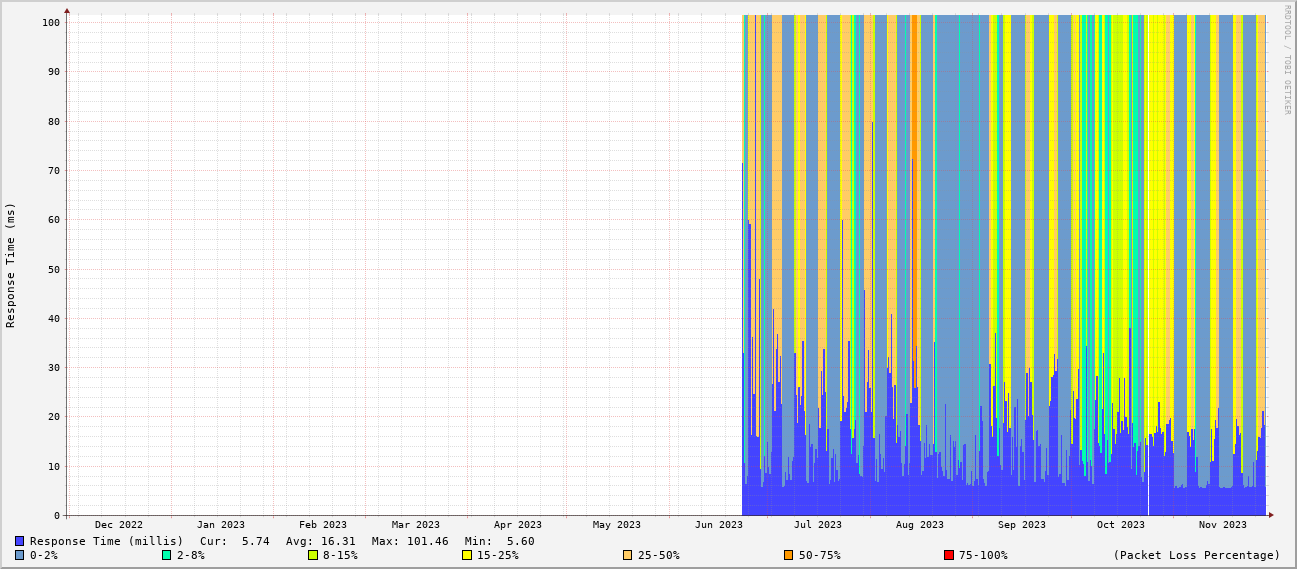 RRDTOOL / TOBI OETIKER
Response Time (ms)
100
90
80
70
60
50
40
30
20
10
0
Dec 2022 Jan 2023 Feb 2023 Mar 2023 Apr 2023 May 2023 Jun 2023 Jul 2023 Aug 2023 Sep 2023 Oct 2023 Nov 2023
Response Time (millis) Cur: 5.74 Avg: 16.31 Max: 101.46 Min: 5.60
0-2% 2-8% 8-15% 15-25% 25-50% 50-75% 75-100% (Packet Loss Percentage)